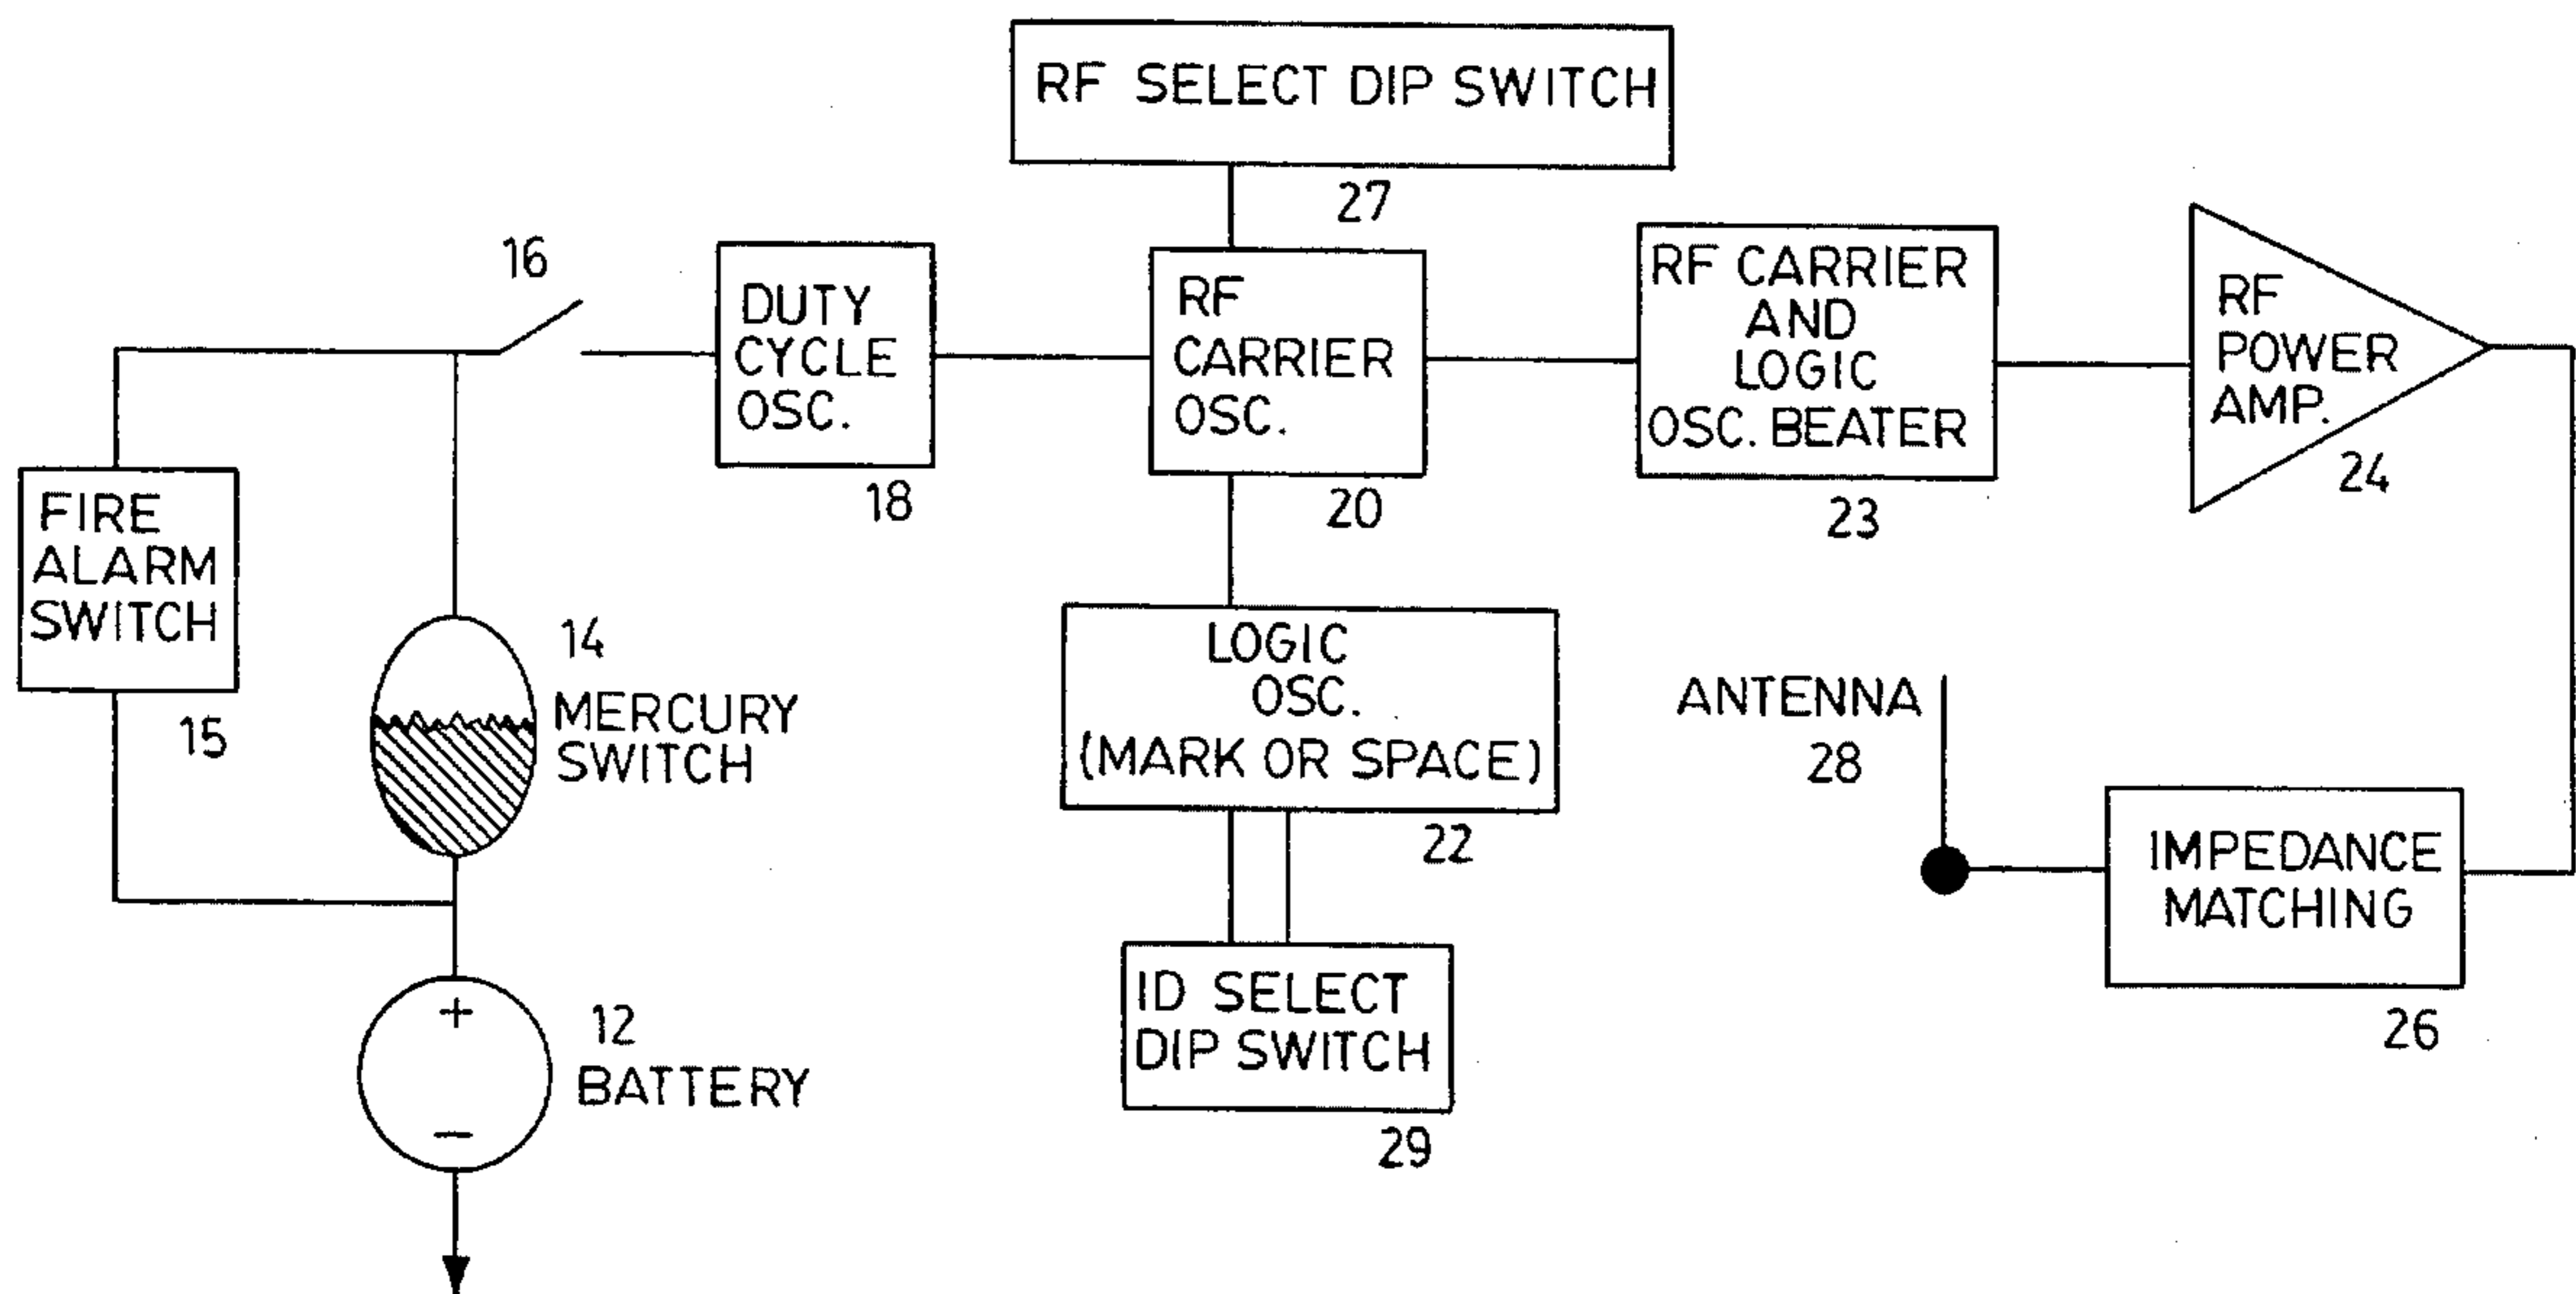 RF SELECT DIP SWITCH
27
16
DUTY
CYCLE
OSC.
18
RF
CARRIER
OSC.
20
RF CARRIER
AND
LOGIC
OSC. BEATER
23
RF
POWER
AMP.
24
FIRE
ALARM
SWITCH
15
14
MERCURY
SWITCH
LOGIC
OSC.
(MARK OR SPACE)
22
ANTENNA
28
IMPEDANCE
MATCHING
26
+
12
BATTERY
−
ID SELECT
DIP SWITCH
29